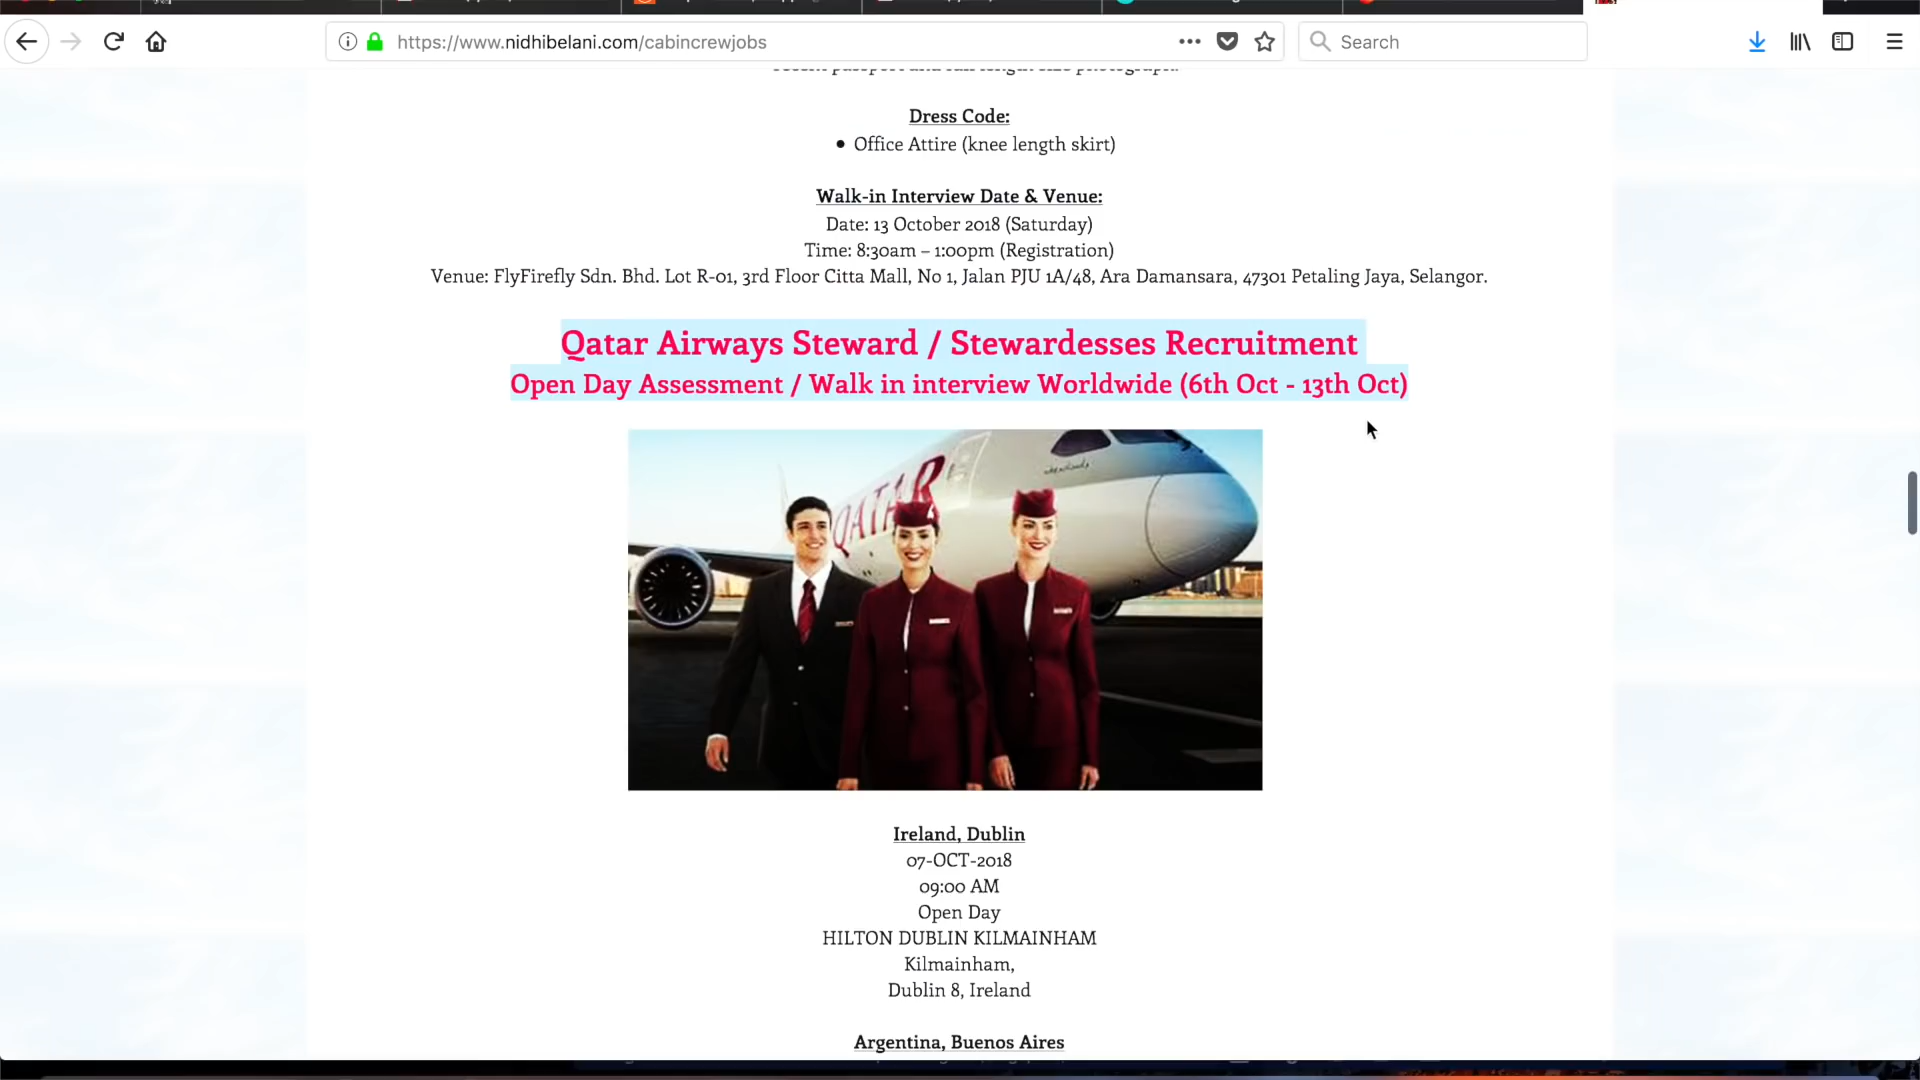 https://www.nidhibelani.com/cabincrewjobs
Search
Dress Code:
Office Attire (knee length skirt)
Walk-in Interview Date & Venue:
Date: 13 October 2018 (Saturday)
Time: 8:30am – 1:00pm (Registration)
Venue: FlyFirefly Sdn. Bhd. Lot R-01, 3rd Floor Citta Mall, No 1, Jalan PJU 1A/48, Ara Damansara, 47301 Petaling Jaya, Selangor.
Qatar Airways Steward / Stewardesses Recruitment
Open Day Assessment / Walk in interview Worldwide (6th Oct - 13th Oct)
QATAR
Ireland, Dublin
07-OCT-2018
09:00 AM
Open Day
HILTON DUBLIN KILMAINHAM
Kilmainham,
Dublin 8, Ireland
Argentina, Buenos Aires